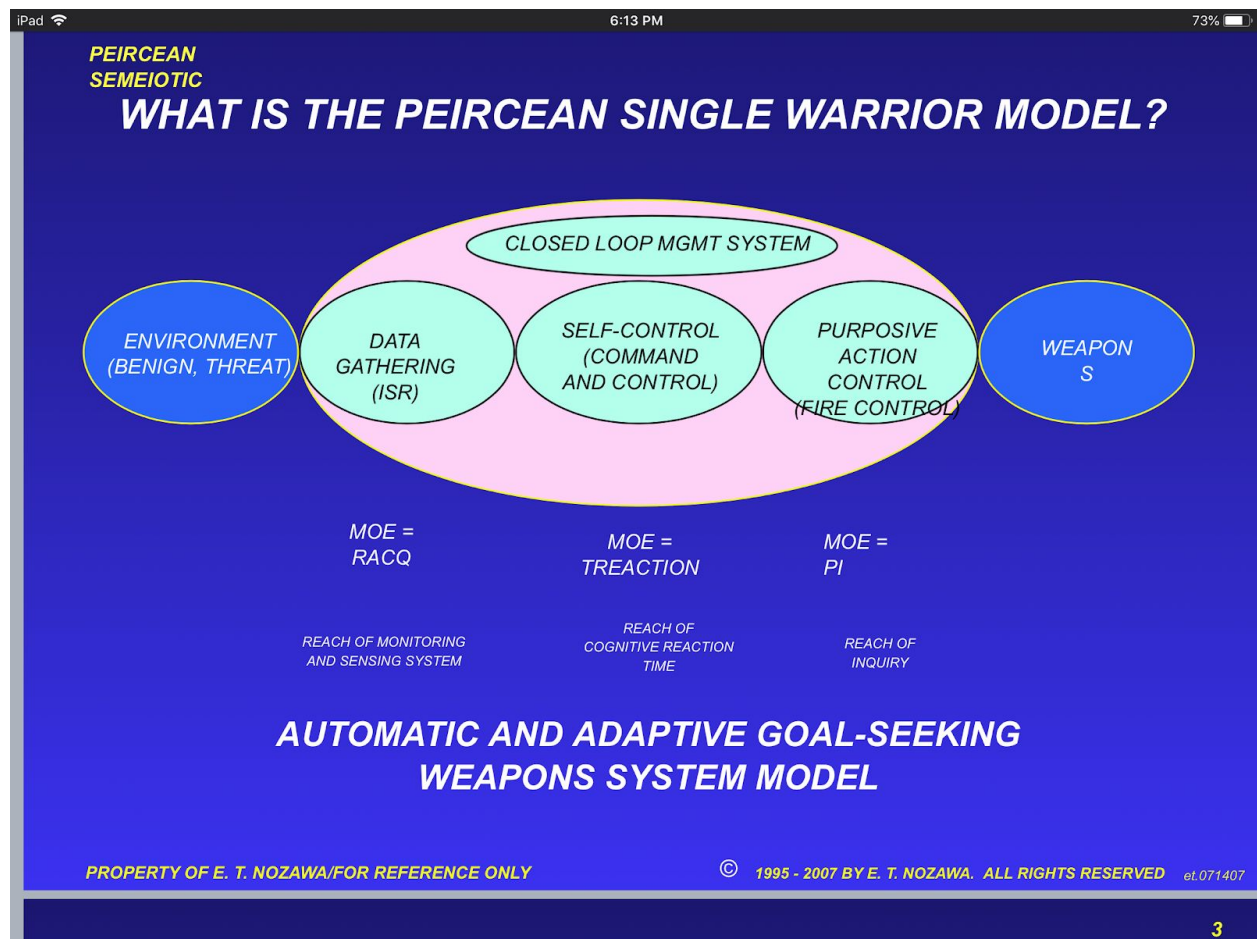 iPad
6:13 PM
73%
PEIRCEAN
SEMEIOTIC
WHAT IS THE PEIRCEAN SINGLE WARRIOR MODEL?
CLOSED LOOP MGMT SYSTEM
ENVIRONMENT
(BENIGN, THREAT)
DATA
GATHERING
(ISR)
SELF-CONTROL
(COMMAND
AND CONTROL)
PURPOSIVE
ACTION
CONTROL
(FIRE CONTROL)
WEAPON
S
MOE =
RACQ
MOE =
TREACTION
MOE =
PI
REACH OF MONITORING
AND SENSING SYSTEM
REACH OF
COGNITIVE REACTION
TIME
REACH OF
INQUIRY
AUTOMATIC AND ADAPTIVE GOAL-SEEKING
WEAPONS SYSTEM MODEL
PROPERTY OF E. T. NOZAWA/FOR REFERENCE ONLY
© 1995 - 2007 BY E. T. NOZAWA. ALL RIGHTS RESERVED
et.071407
3